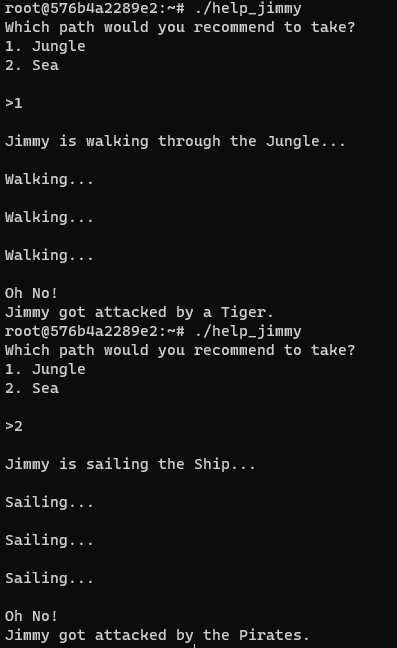 root@576b4a2289e2:~# ./help_jimmy
Which path would you recommend to take?
1. Jungle
2. Sea
>1
Jimmy is walking through the Jungle...
Walking...
Walking...
Walking...
Oh No!
Jimmy got attacked by a Tiger.
root@576b4a2289e2:~# ./help_jimmy
Which path would you recommend to take?
1. Jungle
2. Sea
>2
Jimmy is sailing the Ship...
Sailing...
Sailing...
Sailing...
Oh No!
Jimmy got attacked by the Pirates.